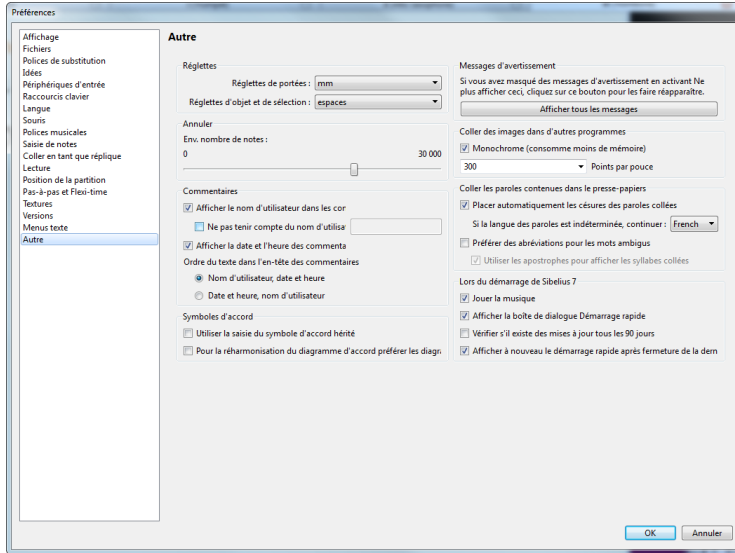 Préférences
Affichage
Fichiers
Polices de substitution
Idées
Périphériques d'entrée
Raccourcis clavier
Langue
Souris
Polices musicales
Saisie de notes
Coller en tant que réplique
Lecture
Position de la partition
Pas-à-pas et Flexi-time
Textures
Versions
Menus texte
Autre
Autre
Réglettes
Réglettes de portées : mm
Réglettes d'objet et de sélection : espaces
Annuler
Env. nombre de notes :
0 30 000
Commentaires
Afficher le nom d'utilisateur dans les cor
Ne pas tenir compte du nom d'utilisa
Afficher la date et l'heure des commenta
Ordre du texte dans l'en-tête des commentaires
Nom d'utilisateur, date et heure
Date et heure, nom d'utilisateur
Symboles d'accord
Utiliser la saisie du symbole d'accord hérité
Pour la réharmonisation du diagramme d'accord préférer les diagr
Messages d'avertissement
Si vous avez masqué des messages d'avertissement en activant Ne
plus afficher ceci, cliquez sur ce bouton pour les faire réapparaître.
Afficher tous les messages
Coller des images dans d'autres programmes
Monochrome (consomme moins de mémoire)
300 Points par pouce
Coller les paroles contenues dans le presse-papiers
Placer automatiquement les césures des paroles collées
Si la langue des paroles est indéterminée, continuer : French
Préférer des abréviations pour les mots ambigus
Utiliser les apostrophes pour afficher les syllabes collées
Lors du démarrage de Sibelius 7
Jouer la musique
Afficher la boîte de dialogue Démarrage rapide
Vérifier s'il existe des mises à jour tous les 90 jours
Afficher à nouveau le démarrage rapide après fermeture de la dern
OK Annuler